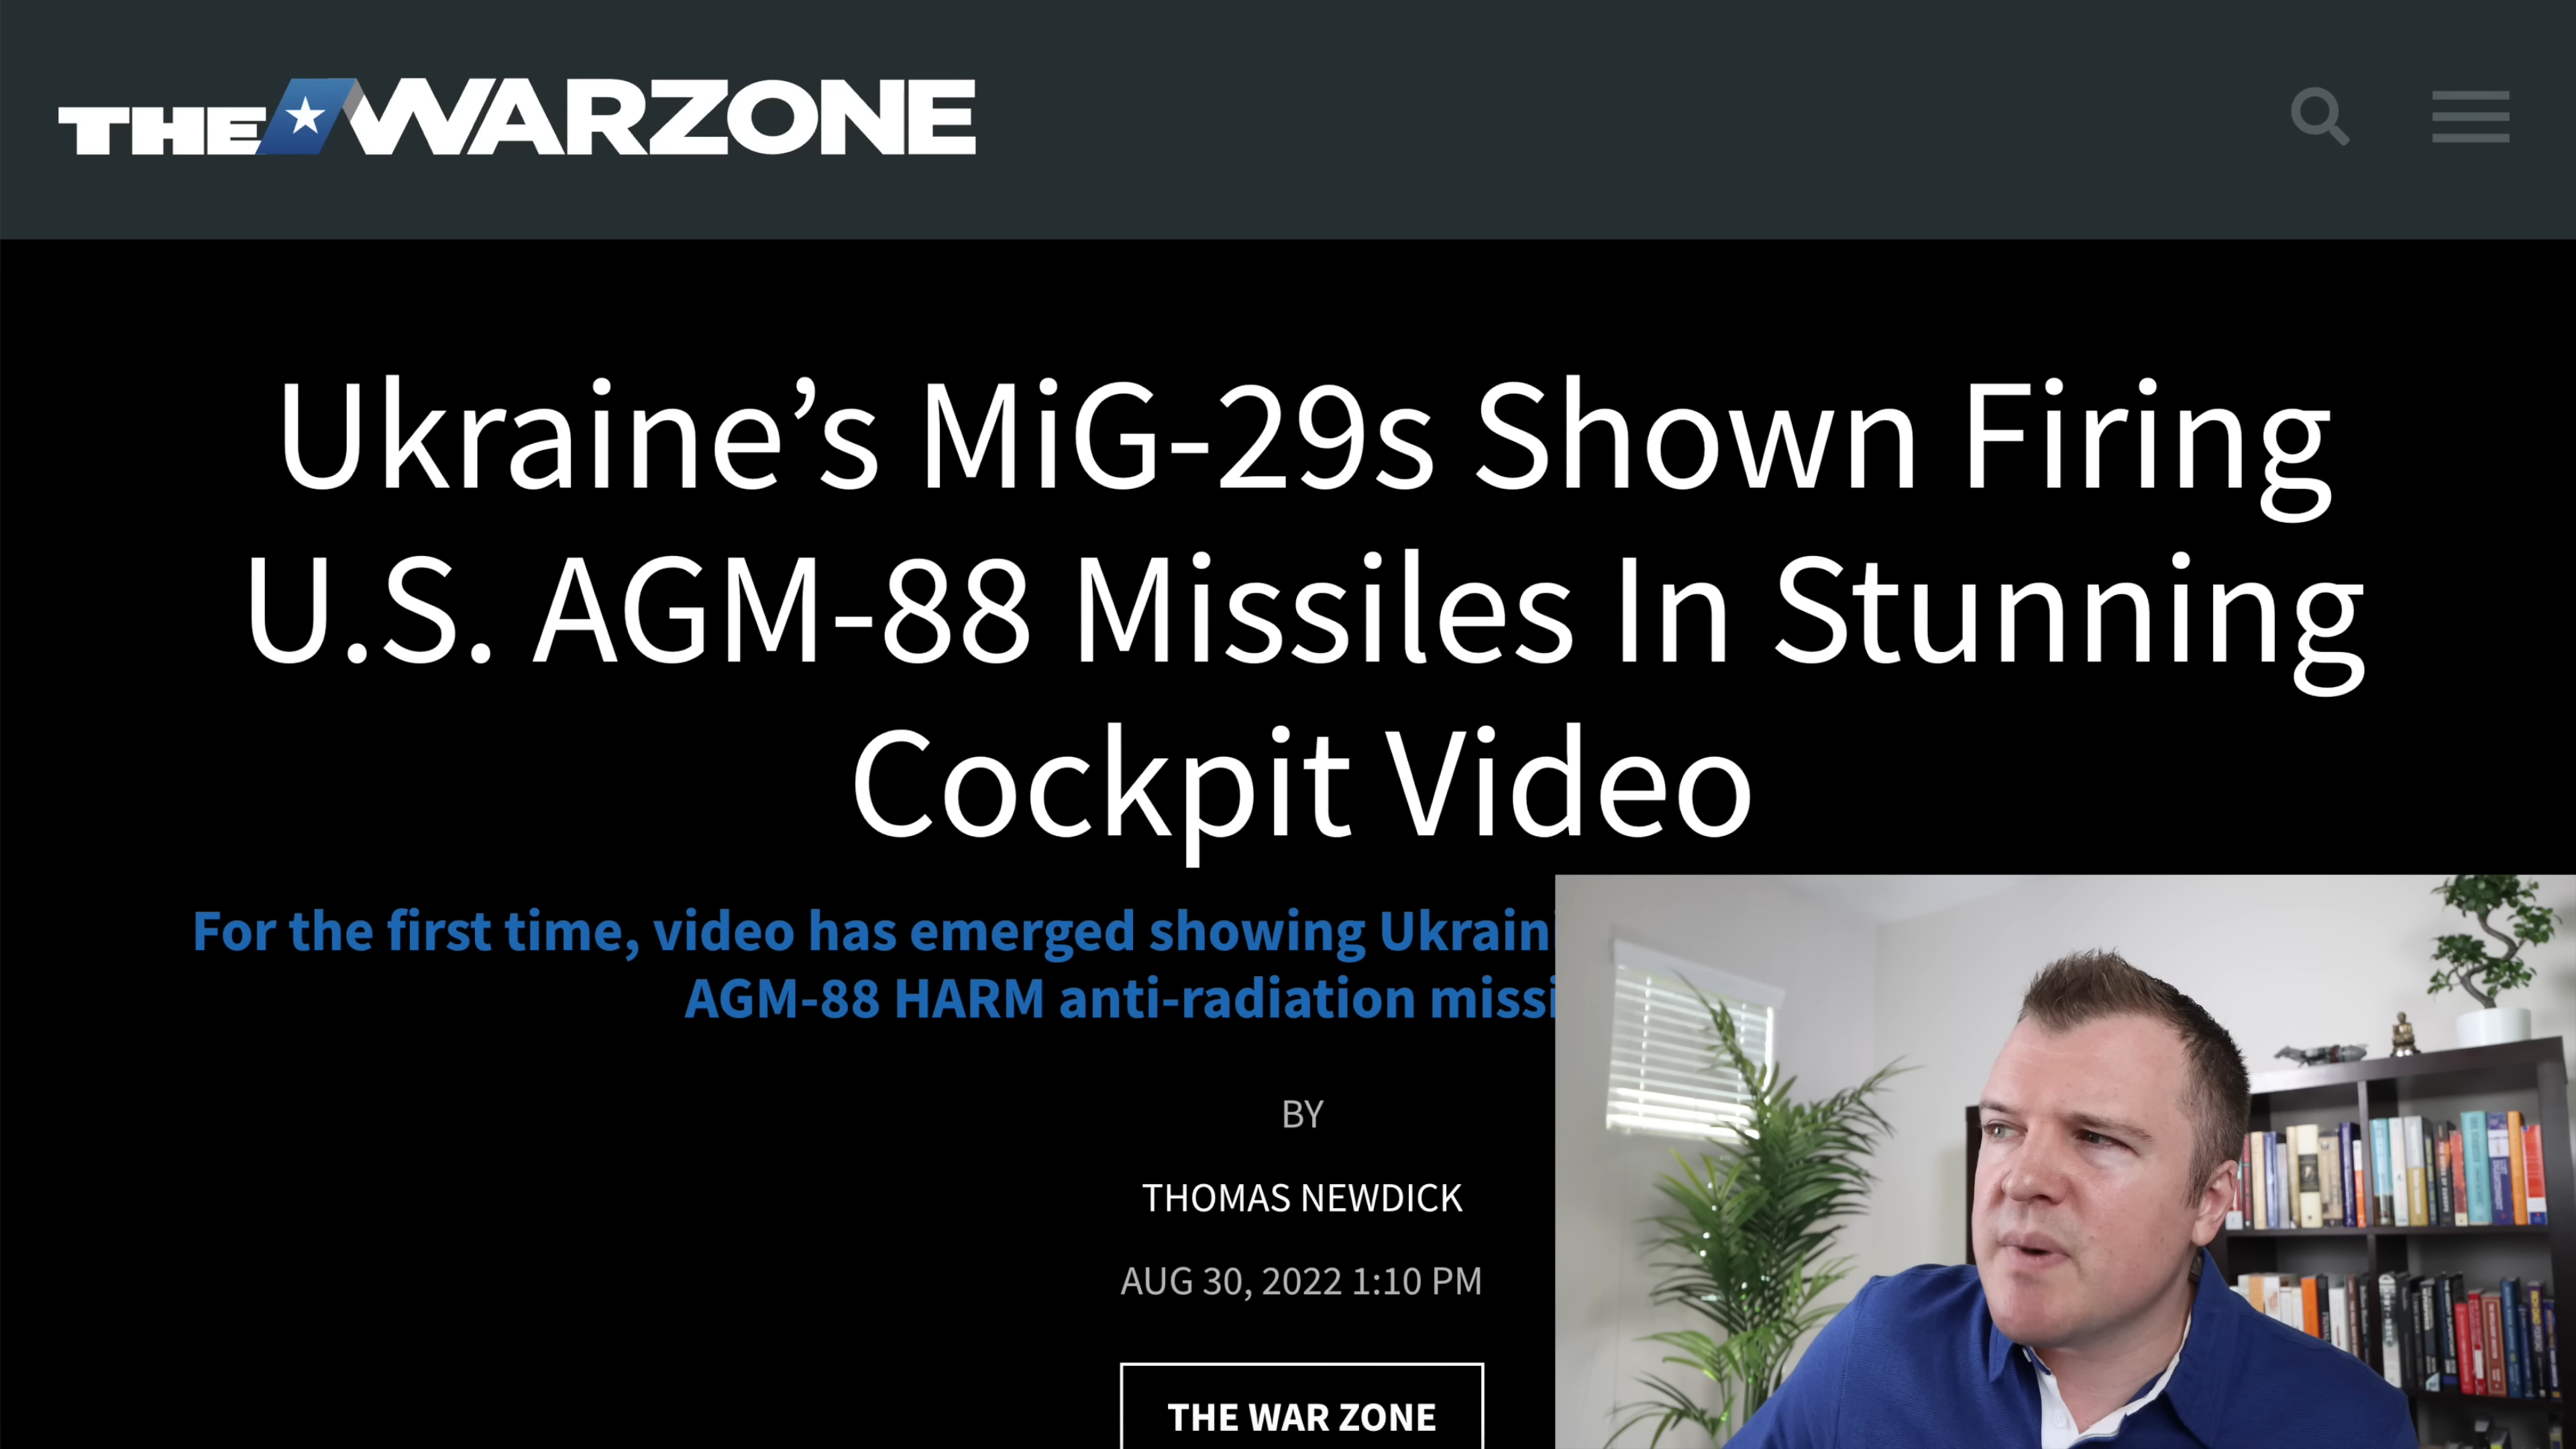 THE WARZONE
Ukraine’s MiG-29s Shown Firing
U.S. AGM-88 Missiles In Stunning
Cockpit Video
For the first time, video has emerged showing
AGM-88 HARM anti-radiation
BY
THOMAS NEWDICK
AUG 30, 2022 1:10 PM
THE WAR ZONE